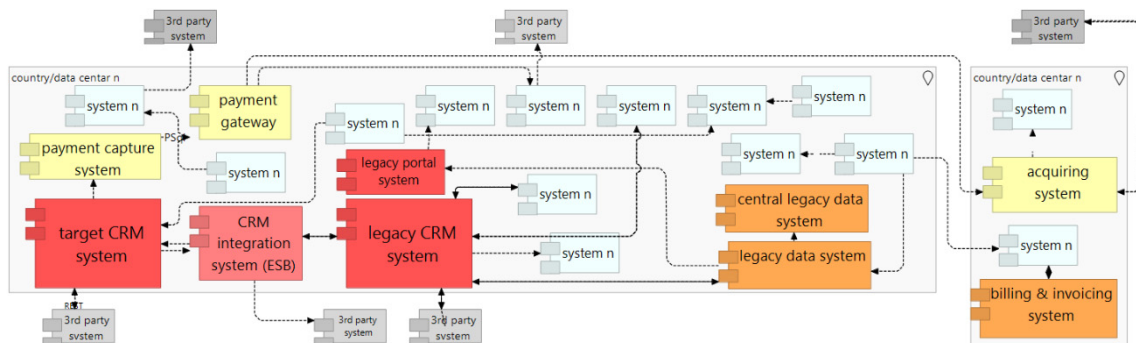 3rd party
system
3rd party
system
3rd party
system
country/data centar n
country/data centar n
system n
payment
gateway
system n
system n
system n
system n
system n
system n
system n
payment capture
system
system n
legacy portal
system
system n
system n
acquiring
system
target CRM
system
CRM
integration
system (ESB)
legacy CRM
system
system n
central legacy data
system
system n
legacy data system
system n
billing & invoicing
system
REST
3rd party
system
3rd party
system
3rd party
system